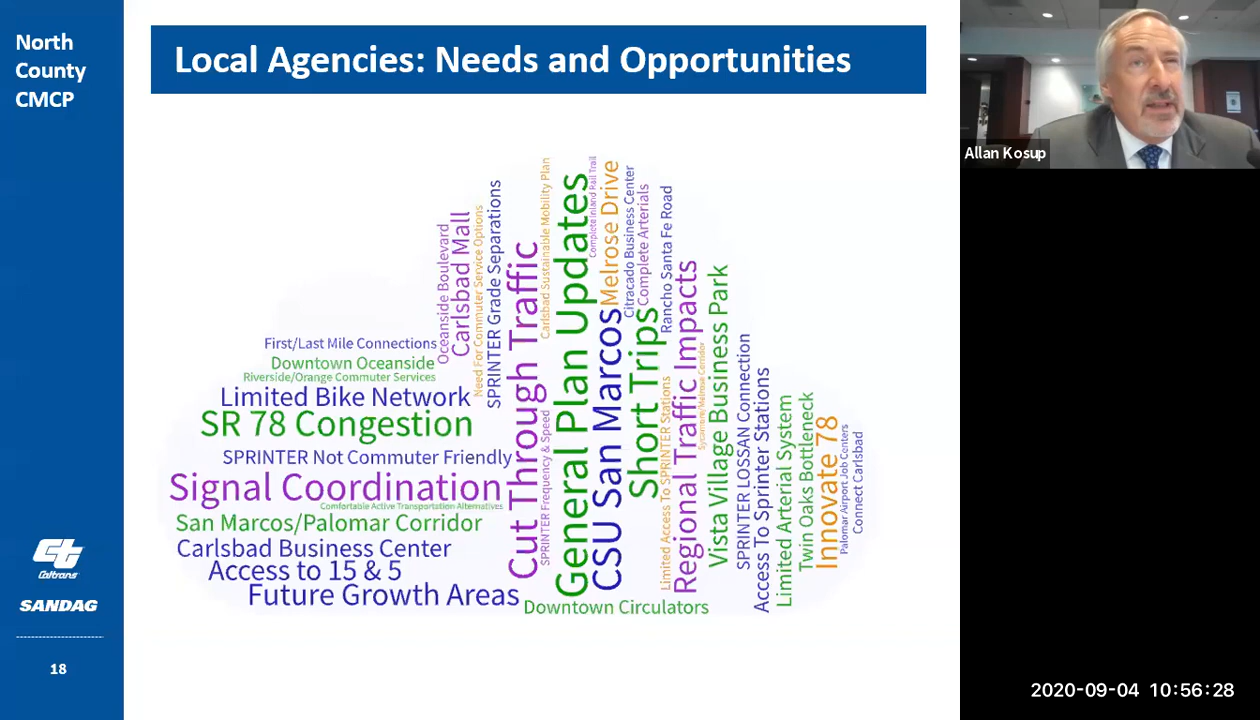 North
County
CMCP
Local Agencies: Needs and Opportunities
First/Last Mile Connections
Downtown Oceanside
Riverside/Orange Commuter Services
Limited Bike Network
SR 78 Congestion
SPRINTER Not Commuter Friendly
Signal Coordination
Comfortable Active Transportation Alternatives
San Marcos/Palomar Corridor
Carlsbad Business Center
Access to 15 & 5
Future Growth Areas
Oceanside Boulevard
Carlsbad Mall
Need For Commuter Service Options
SPRINTER Grade Separations
Cut Through Traffic
Carlsbad Sustainable Mobility Plan
SPRINTER Frequency & Speed
General Plan Updates
Complete Inland Rail Trail
CSU San Marcos
Melrose Drive
Citracado Business Center
Complete Arterials
Short Trips
Rancho Santa Fe Road
Limited Access To SPRINTER Stations
Regional Traffic Impacts
Sycamore/Melrose Corridor
Vista Village Business Park
SPRINTER LOSSAN Connection
Access To Sprinter Stations
Limited Arterial System
Twin Oaks Bottleneck
Innovate 78
Palomar Airport Job Centers
Connect Carlsbad
Downtown Circulators
Caltrans
SANDAG
18
Allan Kosup
2020-09-04 10:56:28